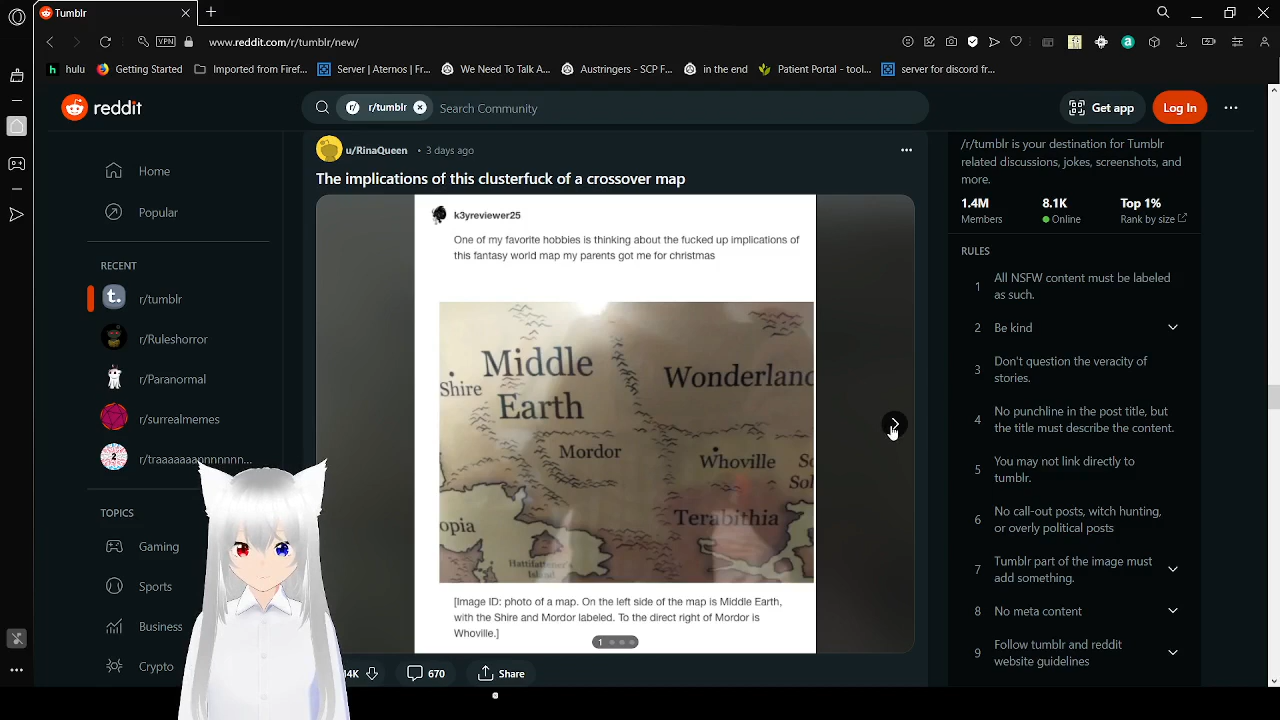 Tumblr
VPN
www.reddit.com/r/tumblr/new/
hulu
Getting Started
Imported from Firef...
Server | Aternos | Fr...
We Need To Talk A...
Austringers - SCP F...
in the end
Patient Portal - tool...
server for discord fr...
reddit
r/tumblr
Search Community
Get app
Log In
Home
Popular
RECENT
r/tumblr
r/Ruleshorror
r/Paranormal
r/surrealmemes
r/traaaaaaannnnnn...
TOPICS
Gaming
Sports
Business
Crypto
u/RinaQueen • 3 days ago
The implications of this clusterfuck of a crossover map
k3yreviewer25
One of my favorite hobbies is thinking about the fucked up implications of
this fantasy world map my parents got me for christmas
Middle
Earth
Shire
Wonderland
Mordor
Whoville
Terabithia
opia
Hattifattener's
Island
[Image ID: photo of a map. On the left side of the map is Middle Earth,
with the Shire and Mordor labeled. To the direct right of Mordor is
Whoville.]
1
670
Share
/r/tumblr is your destination for Tumblr
related discussions, jokes, screenshots, and
more.
1.4M
8.1K
Top 1%
Members
Online
Rank by size
RULES
1 All NSFW content must be labeled
as such.
2 Be kind
3 Don't question the veracity of
stories.
4 No punchline in the post title, but
the title must describe the content.
5 You may not link directly to
tumblr.
6 No call-out posts, witch hunting,
or overly political posts
7 Tumblr part of the image must
add something.
8 No meta content
9 Follow tumblr and reddit
website guidelines